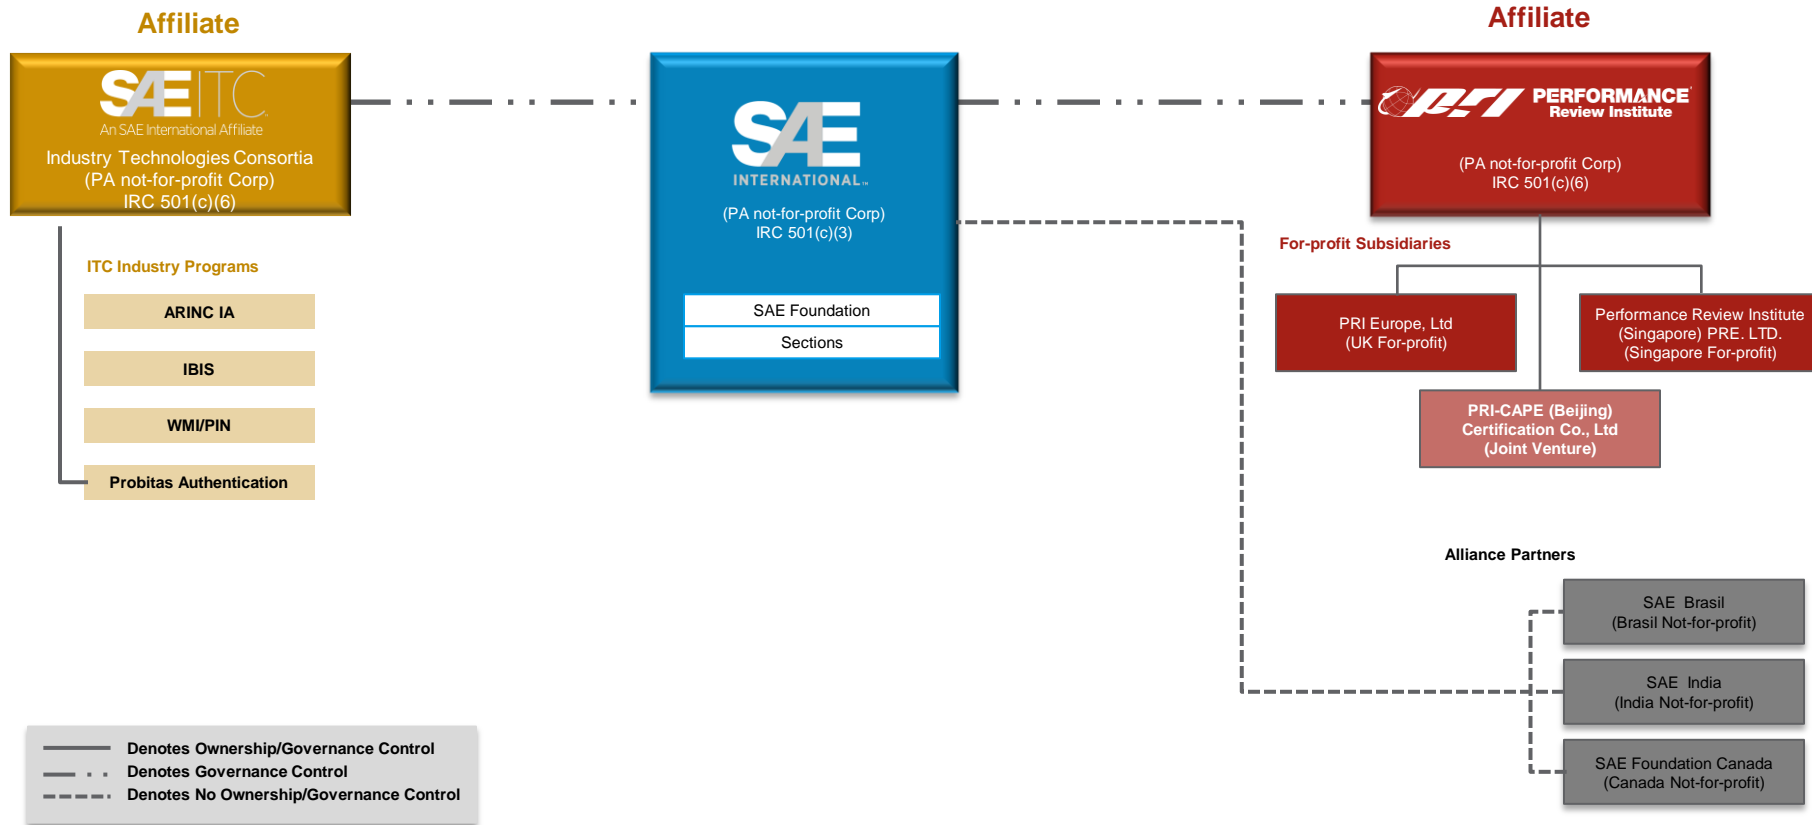 Affiliate
SAE ITC
An SAE International Affiliate
Industry Technologies Consortia
(PA not-for-profit Corp)
IRC 501(c)(6)
ITC Industry Programs
ARINC IA
IBIS
WMI/PIN
Probitas Authentication
SAE
INTERNATIONAL™
(PA not-for-profit Corp)
IRC 501(c)(3)
SAE Foundation
Sections
Affiliate
PRI PERFORMANCE
Review Institute
(PA not-for-profit Corp)
IRC 501(c)(6)
For-profit Subsidiaries
PRI Europe, Ltd
(UK For-profit)
Performance Review Institute
(Singapore) PRE. LTD.
(Singapore For-profit)
PRI-CAPE (Beijing)
Certification Co., Ltd
(Joint Venture)
Alliance Partners
SAE Brasil
(Brasil Not-for-profit)
SAE India
(India Not-for-profit)
SAE Foundation Canada
(Canada Not-for-profit)
Denotes Ownership/Governance Control
Denotes Governance Control
Denotes No Ownership/Governance Control